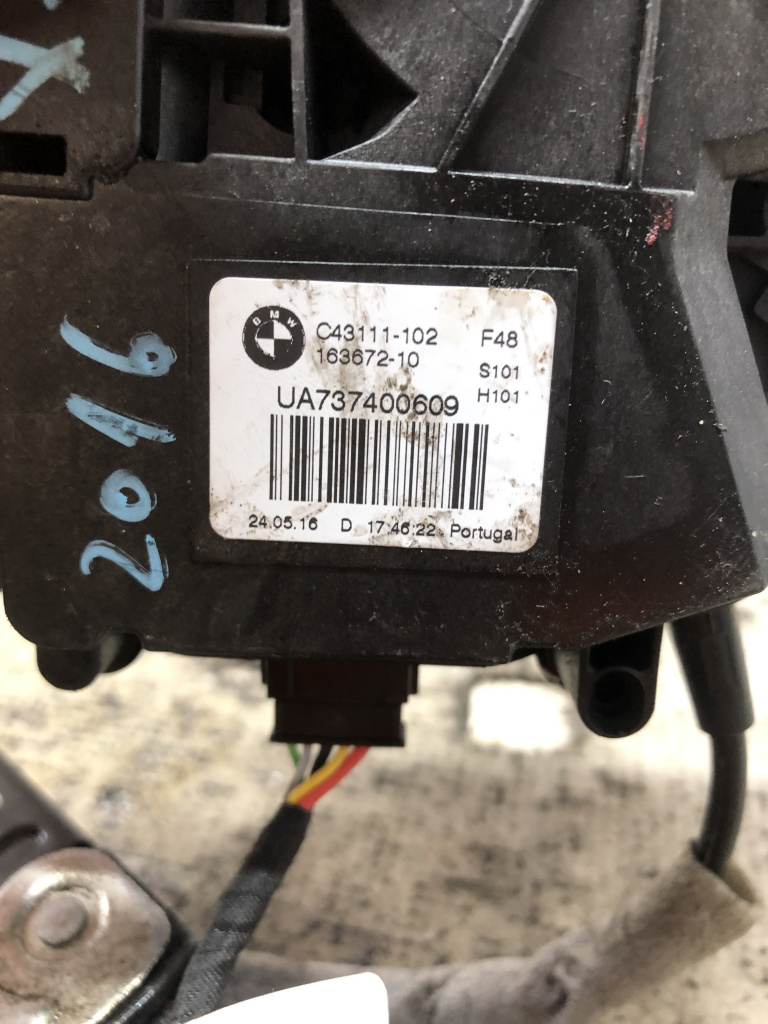 BMW
C43111-102 F48
163672-10 S101
H101
UA737400609
24.05.16 D 17:46:22 Portugal
2016